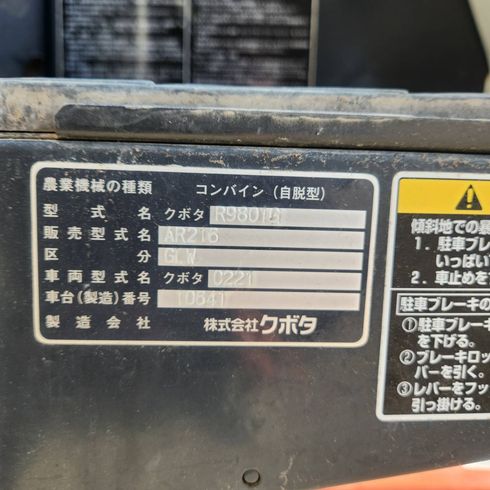 農業機械の種類 コンバイン（自脱型）
型式名 クボタ
販売型式名 AR216
区分 GLW
車両型式名 クボタ C221
車台(製造)番号 10841
製造会社 株式会社クボタ
傾斜地での暴
1. 駐車ブレ
いっぱい
2. 車止めを
駐車ブレーキの
①駐車ブレーキ
を下げる。
②ブレーキロッ
バーを引く。
③レバーをフッ
引っ掛ける。